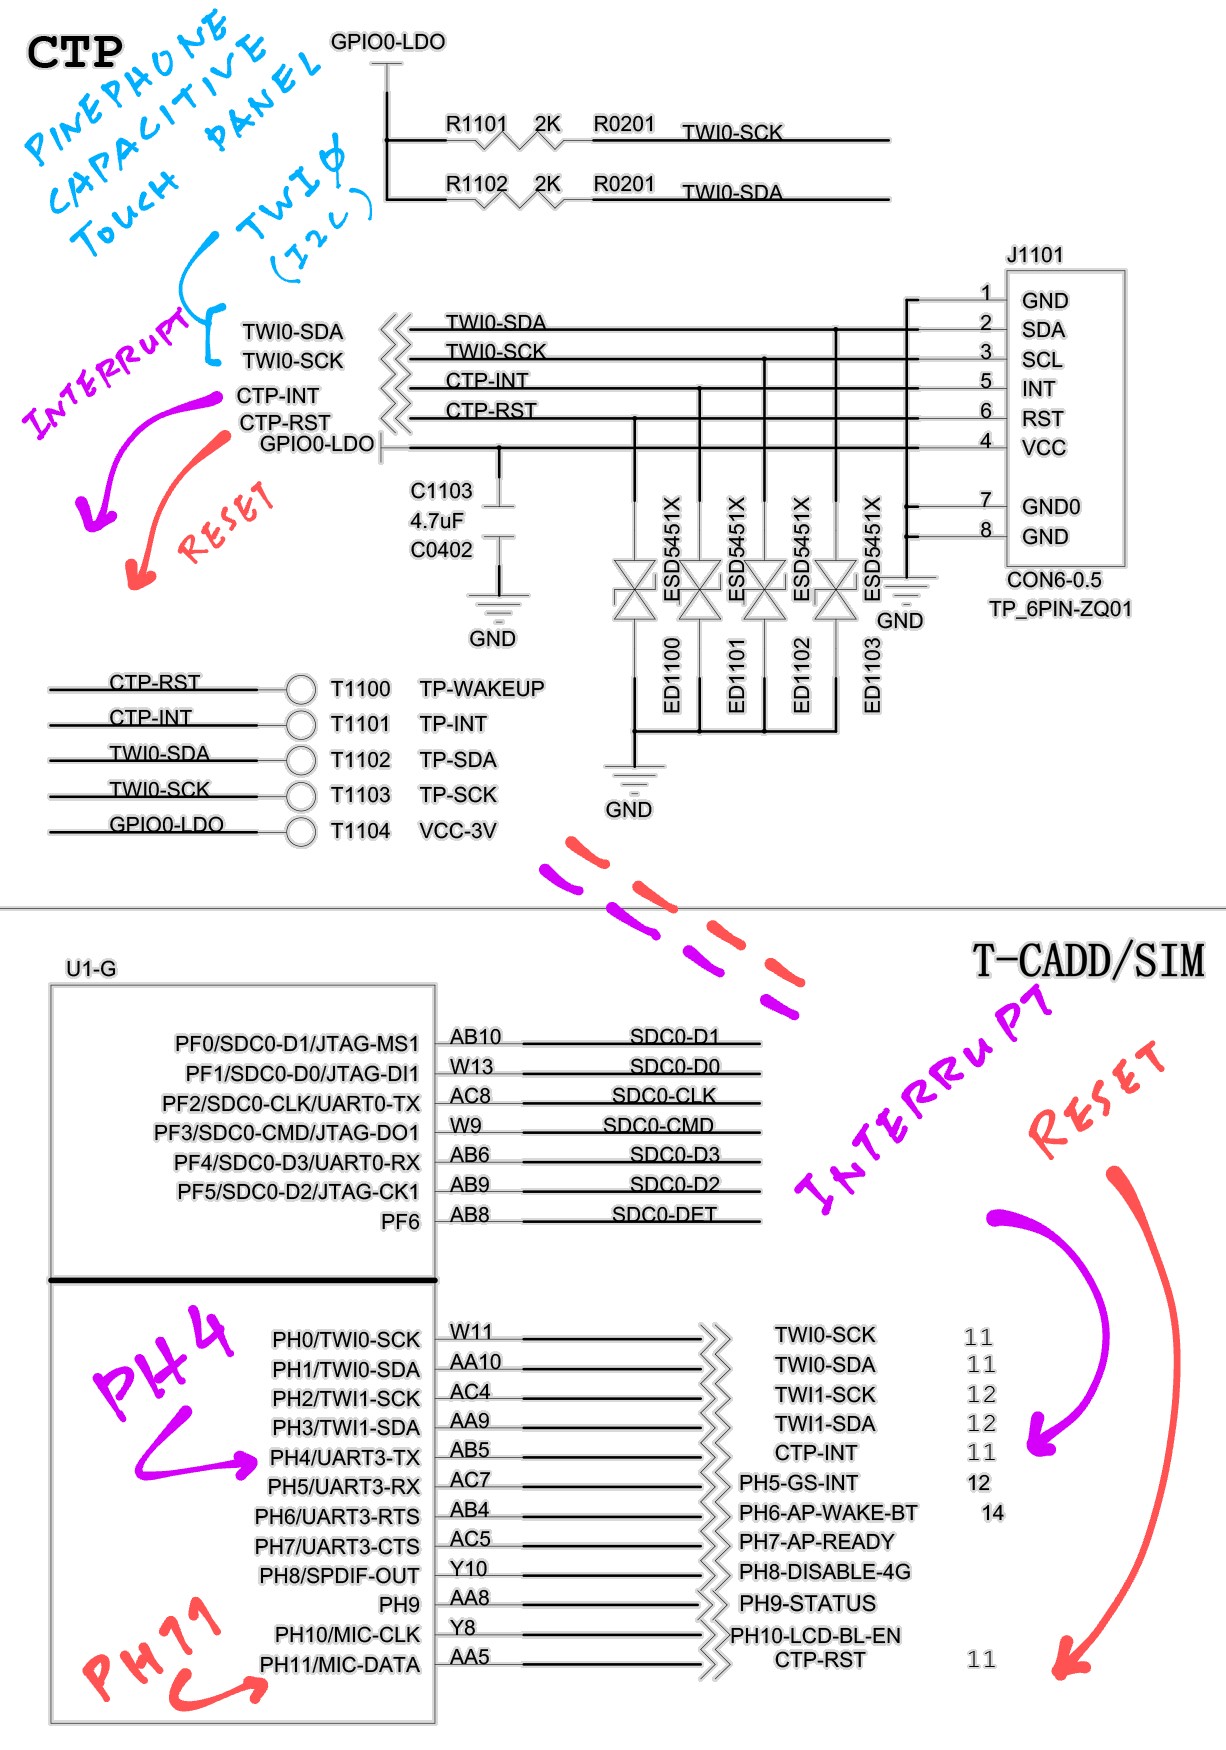 CTP
PINEPHONE
CAPACITIVE
TOUCH PANEL
TWI0
(I2C)
GPIO0-LDO
R1101 2K R0201 TWI0-SCK
R1102 2K R0201 TWI0-SDA
J1101
1 GND
TWI0-SDA TWI0-SDA 2 SDA
TWI0-SCK TWI0-SCK 3 SCL
CTP-INT CTP-INT 5 INT
CTP-RST CTP-RST 6 RST
GPIO0-LDO 4 VCC
7 GND0
8 GND
CON6-0.5
TP_6PIN-ZQ01
INTERRUPT
RESET
C1103
4.7uF
C0402
GND
ESD5451X ESD5451X ESD5451X ESD5451X
ED1100 ED1101 ED1102 ED1103
GND
GND
CTP-RST T1100 TP-WAKEUP
CTP-INT T1101 TP-INT
TWI0-SDA T1102 TP-SDA
TWI0-SCK T1103 TP-SCK
GPIO0-LDO T1104 VCC-3V
T-CADD/SIM
U1-G
PF0/SDC0-D1/JTAG-MS1 AB10 SDC0-D1
PF1/SDC0-D0/JTAG-DI1 W13 SDC0-D0
PF2/SDC0-CLK/UART0-TX AC8 SDC0-CLK
PF3/SDC0-CMD/JTAG-DO1 W9 SDC0-CMD
PF4/SDC0-D3/UART0-RX AB6 SDC0-D3
PF5/SDC0-D2/JTAG-CK1 AB9 SDC0-D2
PF6 AB8 SDC0-DET
INTERRUPT
RESET
PH4
PH0/TWI0-SCK W11 TWI0-SCK 11
PH1/TWI0-SDA AA10 TWI0-SDA 11
PH2/TWI1-SCK AC4 TWI1-SCK 12
PH3/TWI1-SDA AA9 TWI1-SDA 12
PH4/UART3-TX AB5 CTP-INT 11
PH5/UART3-RX AC7 PH5-GS-INT 12
PH6/UART3-RTS AB4 PH6-AP-WAKE-BT 14
PH7/UART3-CTS AC5 PH7-AP-READY
PH8/SPDIF-OUT Y10 PH8-DISABLE-4G
PH9 AA8 PH9-STATUS
PH10/MIC-CLK Y8 PH10-LCD-BL-EN
PH11/MIC-DATA AA5 CTP-RST 11
PH11